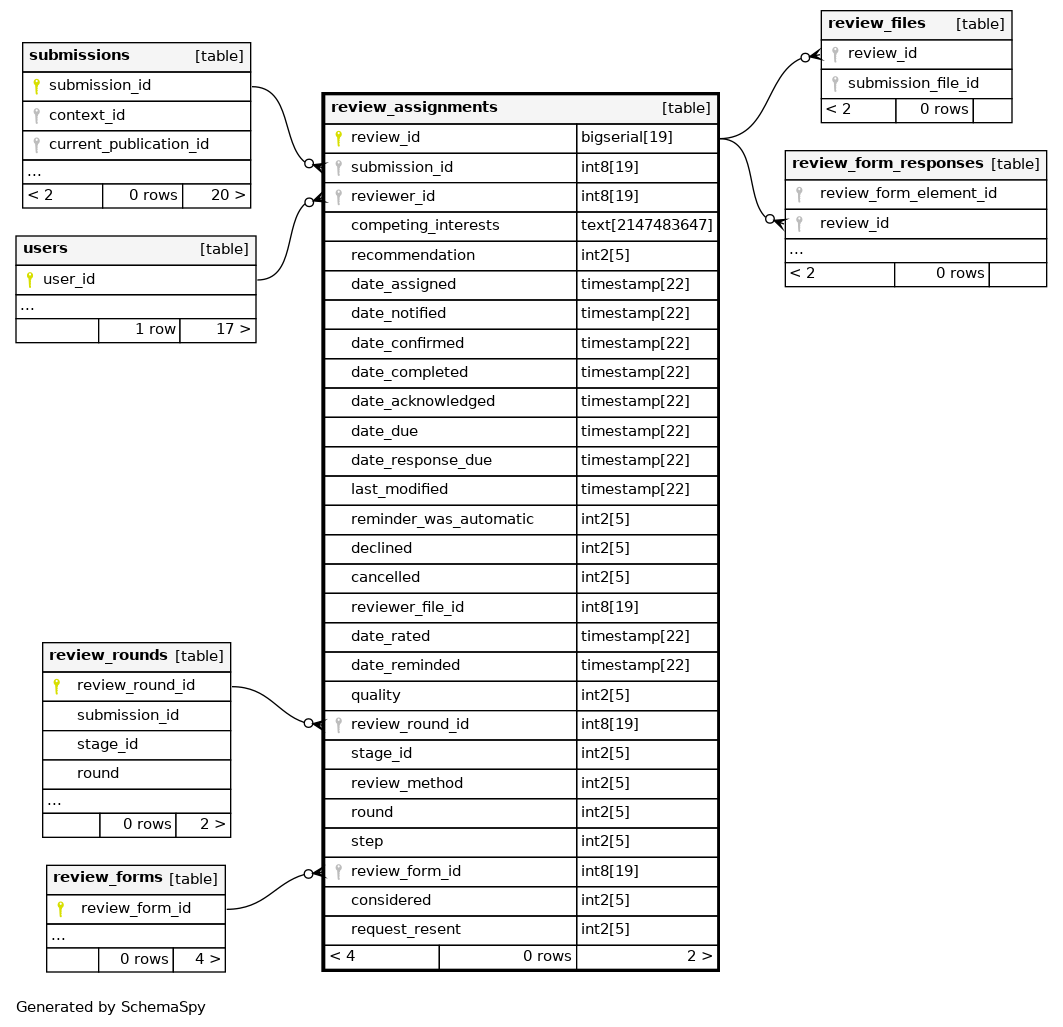 submissions [table]
submission_id
context_id
current_publication_id
...
< 2 0 rows 20 >
users [table]
user_id
...
1 row 17 >
review_rounds [table]
review_round_id
submission_id
stage_id
round
...
0 rows 2 >
review_forms [table]
review_form_id
...
0 rows 4 >
review_assignments [table]
review_id bigserial[19]
submission_id int8[19]
reviewer_id int8[19]
competing_interests text[2147483647]
recommendation int2[5]
date_assigned timestamp[22]
date_notified timestamp[22]
date_confirmed timestamp[22]
date_completed timestamp[22]
date_acknowledged timestamp[22]
date_due timestamp[22]
date_response_due timestamp[22]
last_modified timestamp[22]
reminder_was_automatic int2[5]
declined int2[5]
cancelled int2[5]
reviewer_file_id int8[19]
date_rated timestamp[22]
date_reminded timestamp[22]
quality int2[5]
review_round_id int8[19]
stage_id int2[5]
review_method int2[5]
round int2[5]
step int2[5]
review_form_id int8[19]
considered int2[5]
request_resent int2[5]
< 4 0 rows 2 >
review_files [table]
review_id
submission_file_id
< 2 0 rows
review_form_responses [table]
review_form_element_id
review_id
...
< 2 0 rows
Generated by SchemaSpy